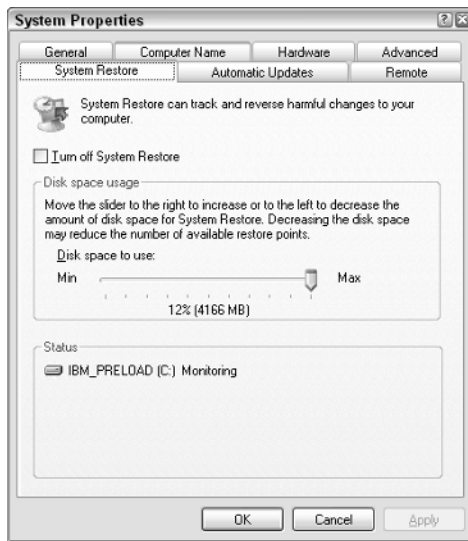 System Properties
General Computer Name Hardware Advanced
System Restore Automatic Updates Remote
System Restore can track and reverse harmful changes to your
computer.
Turn off System Restore
Disk space usage
Move the slider to the right to increase or to the left to decrease the
amount of disk space for System Restore. Decreasing the disk space
may reduce the number of available restore points.
Disk space to use:
Min Max
12% (4166 MB)
Status
IBM_PRELOAD (C:) Monitoring
OK Cancel Apply